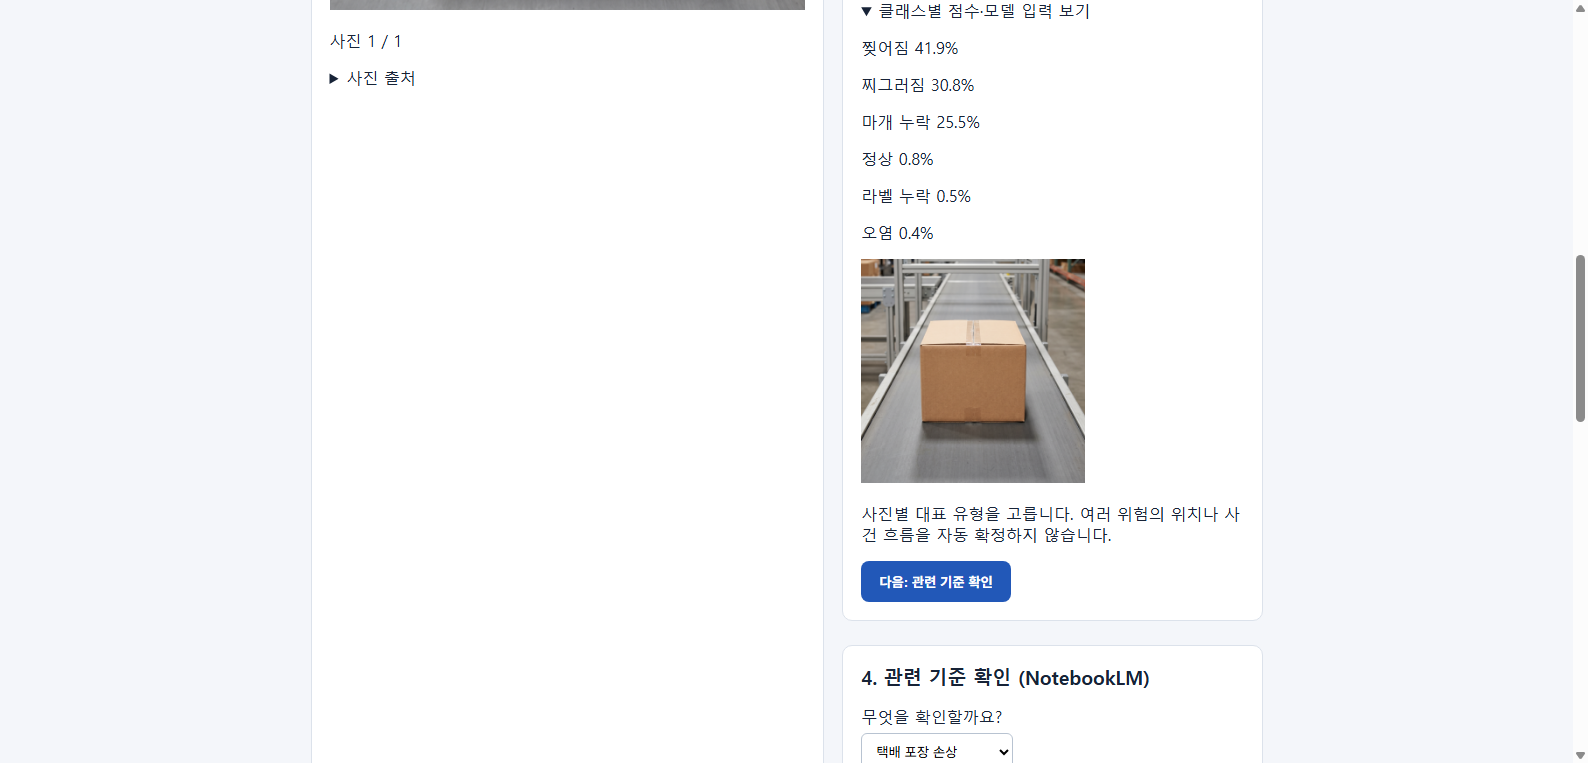 사진 1 / 1
▶ 사진 출처
▼ 클래스별 점수·모델 입력 보기
찢어짐 41.9%
찌그러짐 30.8%
마개 누락 25.5%
정상 0.8%
라벨 누락 0.5%
오염 0.4%
사진별 대표 유형을 고릅니다. 여러 위험의 위치나 사
건 흐름을 자동 확정하지 않습니다.
다음: 관련 기준 확인
4. 관련 기준 확인 (NotebookLM)
무엇을 확인할까요?
택배 포장 손상